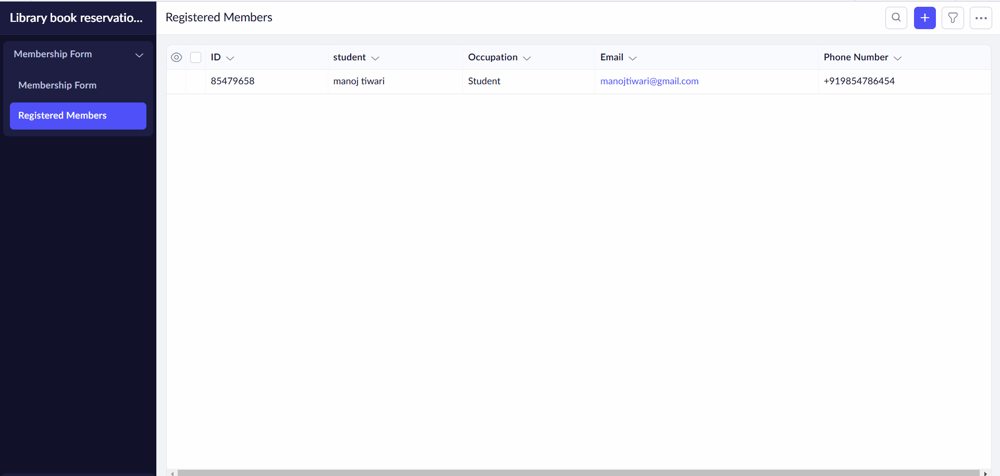 Library book reservatio...
Registered Members
Membership Form
Membership Form
Registered Members
ID student Occupation Email Phone Number
85479658 manoj tiwari Student manojtiwari@gmail.com +919854786454